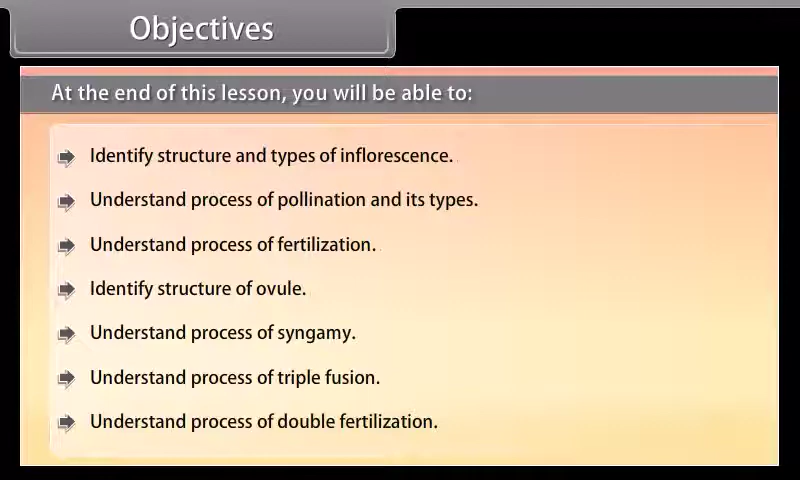 Objectives
At the end of this lesson, you will be able to:
Identify structure and types of inflorescence.
Understand process of pollination and its types.
Understand process of fertilization.
Identify structure of ovule.
Understand process of syngamy.
Understand process of triple fusion.
Understand process of double fertilization.